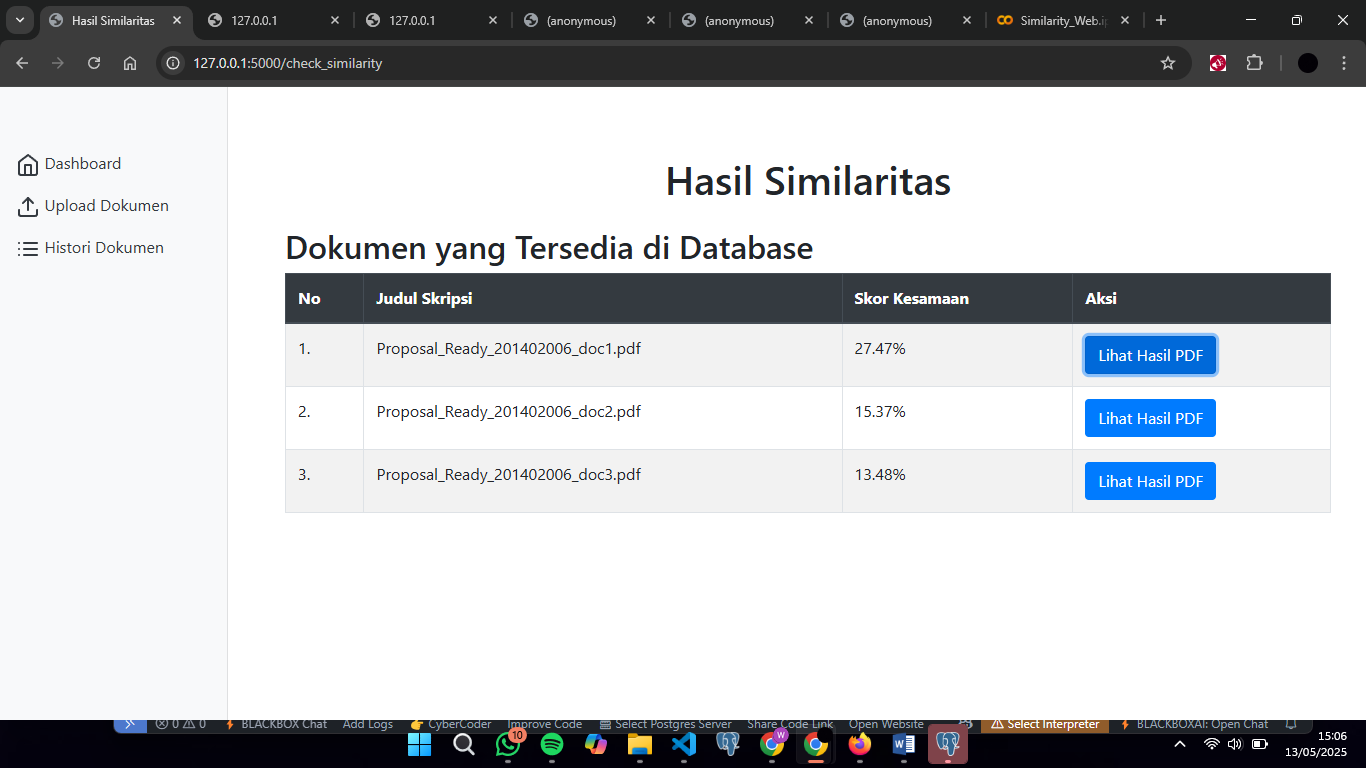 Hasil Similaritas
127.0.0.1
127.0.0.1
(anonymous)
(anonymous)
(anonymous)
Similarity_Web.ip
127.0.0.1:5000/check_similarity
Dashboard
Upload Dokumen
Histori Dokumen
Hasil Similaritas
Dokumen yang Tersedia di Database
No Judul Skripsi Skor Kesamaan Aksi
1. Proposal_Ready_201402006_doc1.pdf 27.47% Lihat Hasil PDF
2. Proposal_Ready_201402006_doc2.pdf 15.37% Lihat Hasil PDF
3. Proposal_Ready_201402006_doc3.pdf 13.48% Lihat Hasil PDF
0 0 BLACKBOX Chat Add Logs CyberCoder Improve Code Select Postgres Server Share Code Link Open Website Select Interpreter BLACKBOXAI: Open Chat
10
W
15:06
13/05/2025